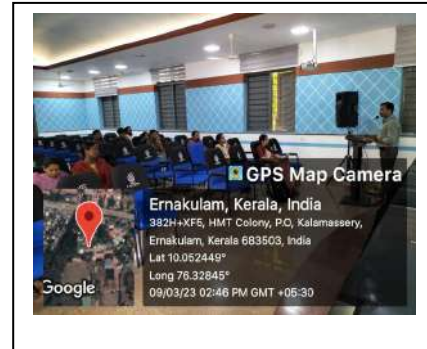 GPS Map Camera
Ernakulam, Kerala, India
382H+XF5, HMT Colony, P.O, Kalamassery,
Ernakulam, Kerala 683503, India
Lat 10.052449°
Long 76.32845°
09/03/23 02:46 PM GMT +05:30
Google